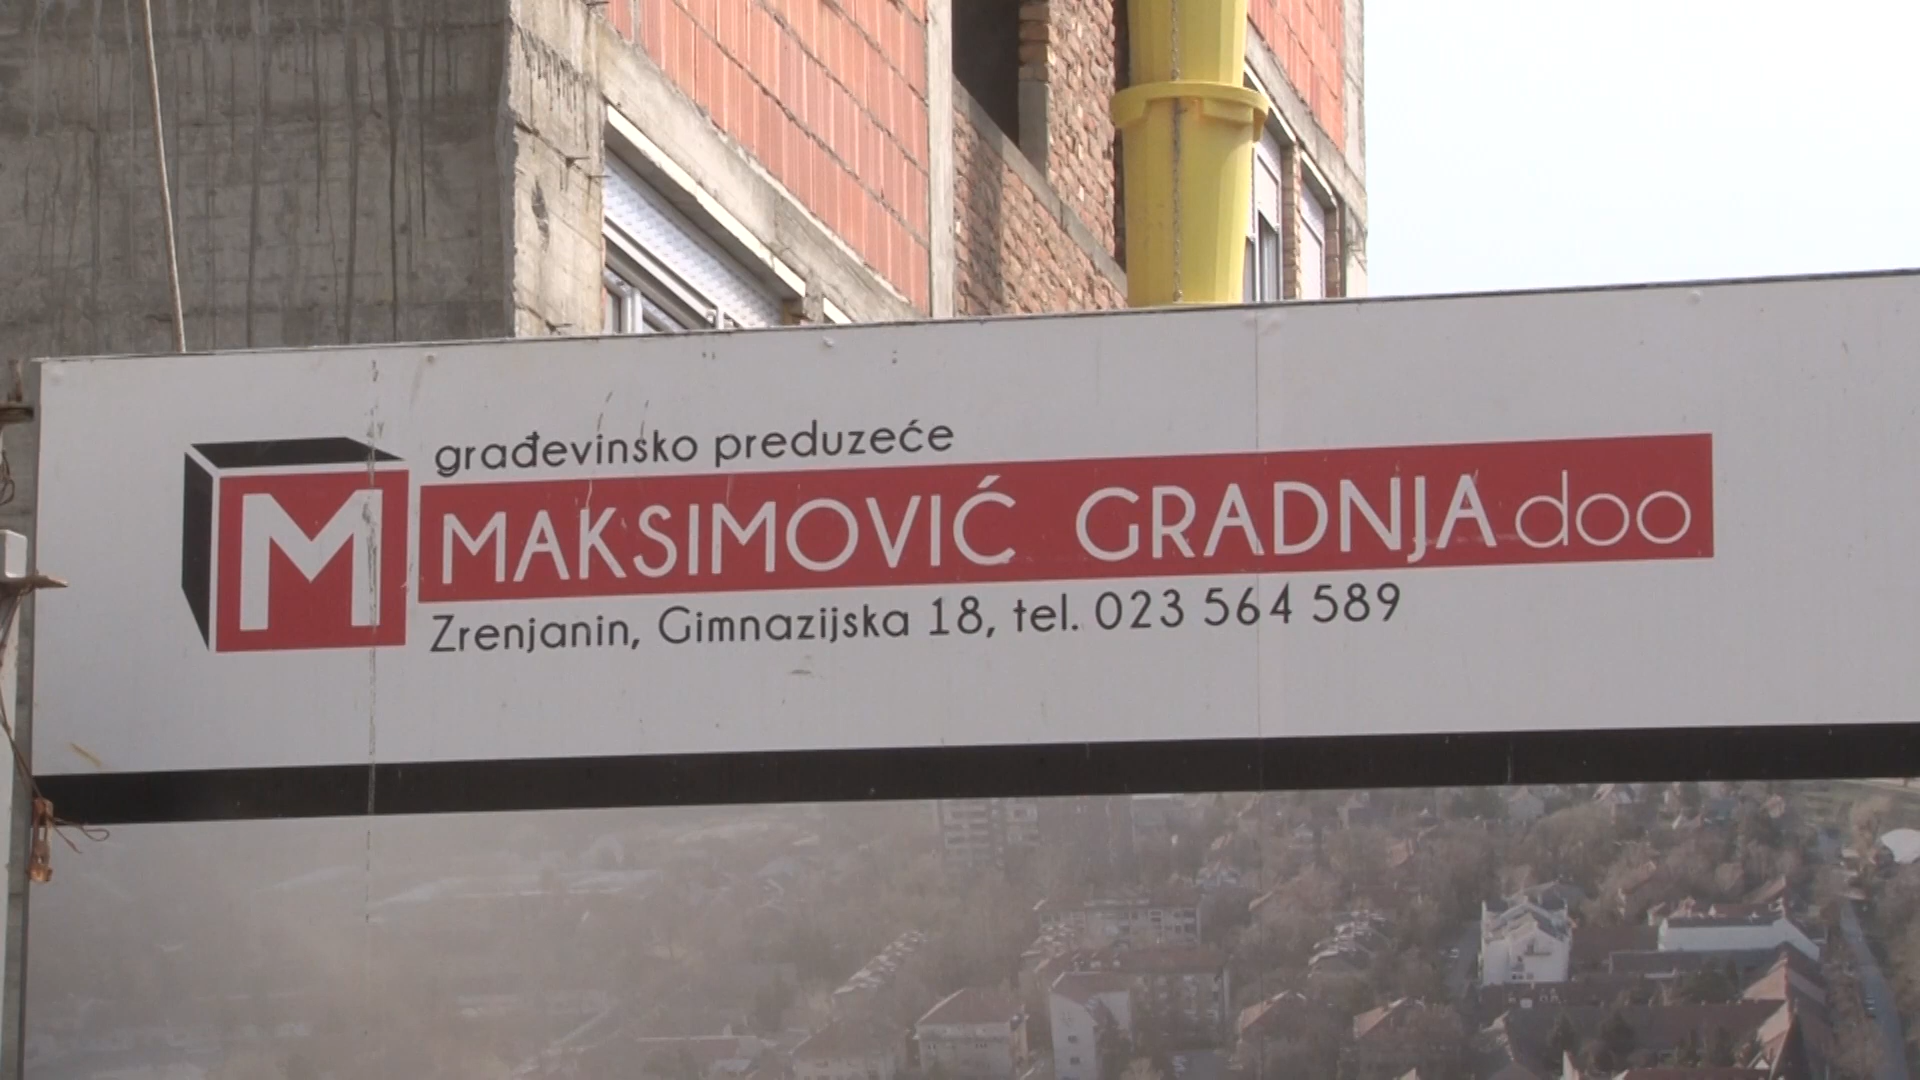 građevinsko preduzeće
M MAKSIMOVIĆ GRADNJA doo
Zrenjanin, Gimnazijska 18, tel. 023 564 589